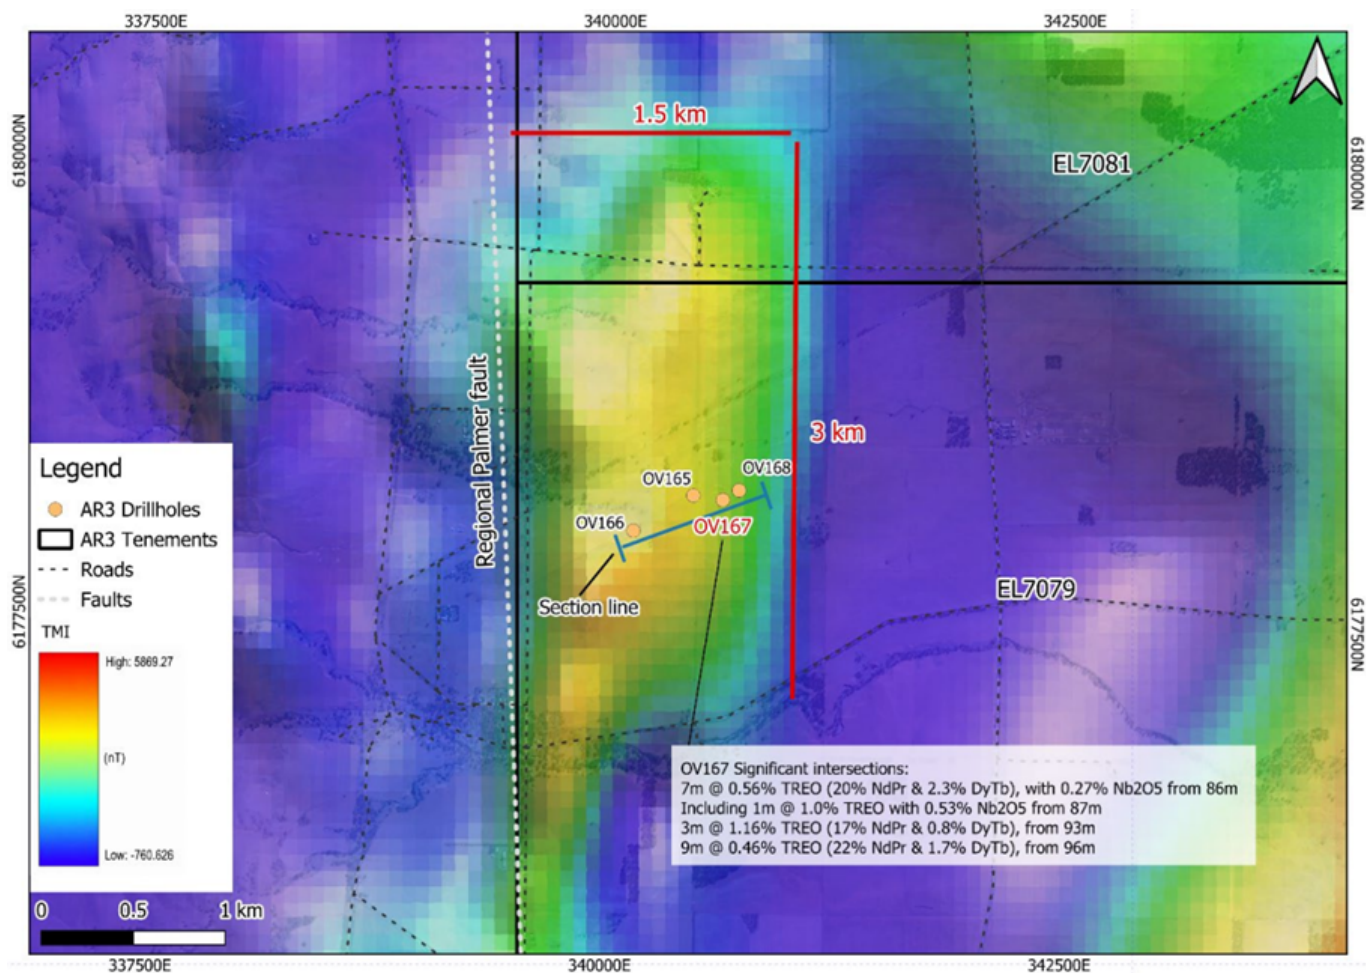 337500E
340000E
342500E
1.5 km
6180000N
6180000N
EL7081
Regional Palmer fault
3 km
OV168
OV165
OV166
OV167
Section line
EL7079
6177500N
6177500N
Legend
AR3 Drillholes
AR3 Tenements
Roads
Faults
TMI
High: 5869.27
(nT)
Low: -760.626
OV167 Significant intersections:
7m @ 0.56% TREO (20% NdPr & 2.3% DyTb), with 0.27% Nb2O5 from 86m
Including 1m @ 1.0% TREO with 0.53% Nb2O5 from 87m
3m @ 1.16% TREO (17% NdPr & 0.8% DyTb), from 93m
9m @ 0.46% TREO (22% NdPr & 1.7% DyTb), from 96m
0 0.5 1 km
337500E
340000E
342500E